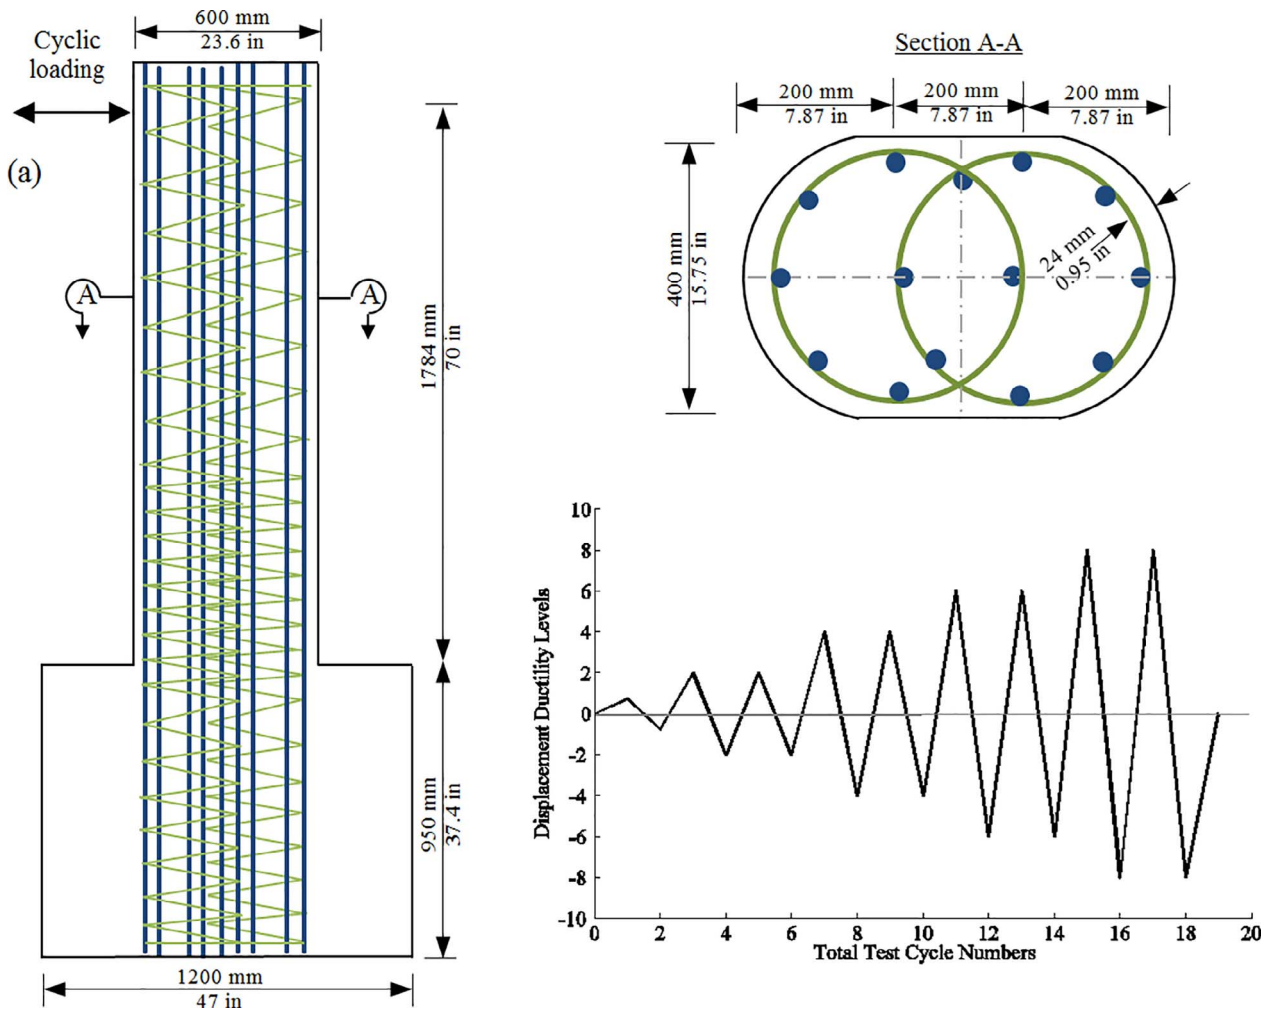 600 mm
23.6 in
Cyclic
loading
(a)
A
A
1784 mm
70 in
950 mm
37.4 in
1200 mm
47 in
Section A-A
200 mm
7.87 in
200 mm
7.87 in
200 mm
7.87 in
400 mm
15.75 in
24 mm
0.95 in
Displacement Ductility Levels
10
8
6
4
2
0
-2
-4
-6
-8
-10
0 2 4 6 8 10 12 14 16 18 20
Total Test Cycle Numbers